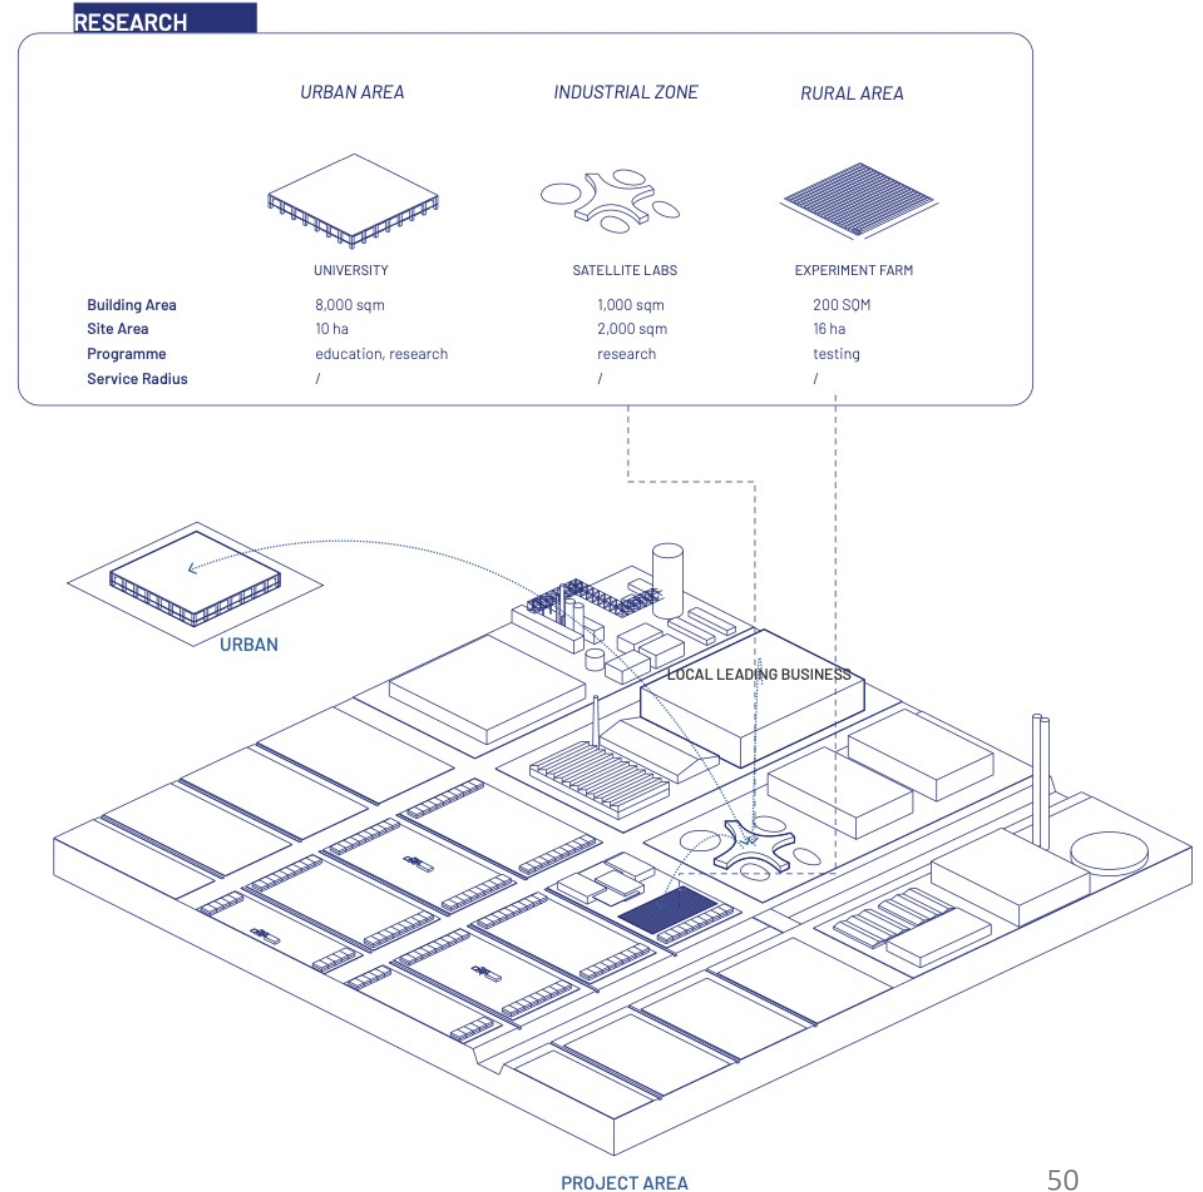 RESEARCH
URBAN AREA INDUSTRIAL ZONE RURAL AREA
UNIVERSITY SATELLITE LABS EXPERIMENT FARM
Building Area 8,000 sqm 1,000 sqm 200 SQM
Site Area 10 ha 2,000 sqm 16 ha
Programme education, research research testing
Service Radius / / /
URBAN
LOCAL LEADING BUSINESS
PROJECT AREA
50